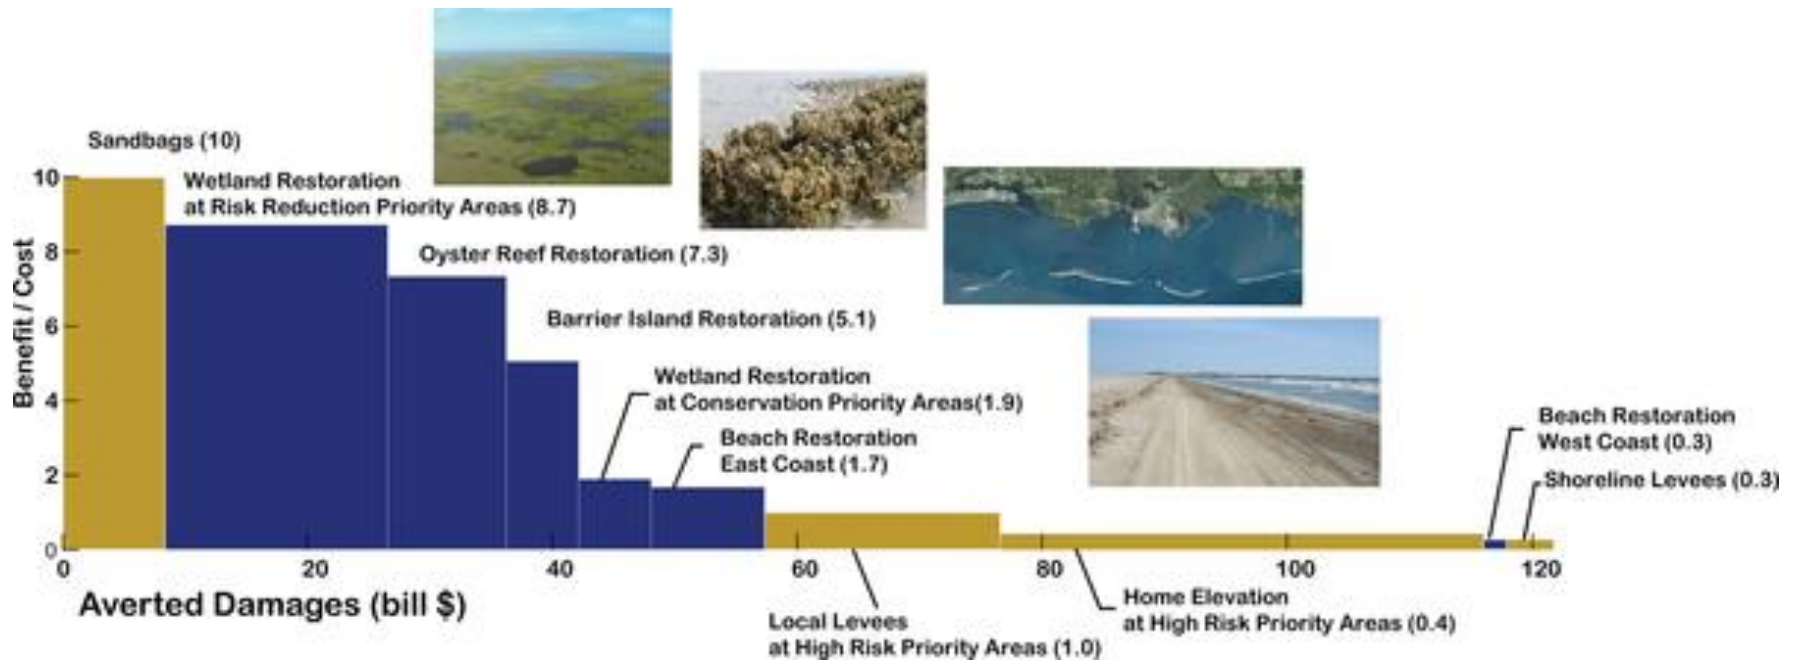 Sandbags (10)
Wetland Restoration
at Risk Reduction Priority Areas (8.7)
Oyster Reef Restoration (7.3)
Barrier Island Restoration (5.1)
Wetland Restoration
at Conservation Priority Areas(1.9)
Beach Restoration
East Coast (1.7)
Beach Restoration
West Coast (0.3)
Shoreline Levees (0.3)
Benefit / Cost
10
8
6
4
2
0
0 20 40 60 80 100 120
Averted Damages (bill $)
Local Levees
at High Risk Priority Areas (1.0)
Home Elevation
at High Risk Priority Areas (0.4)